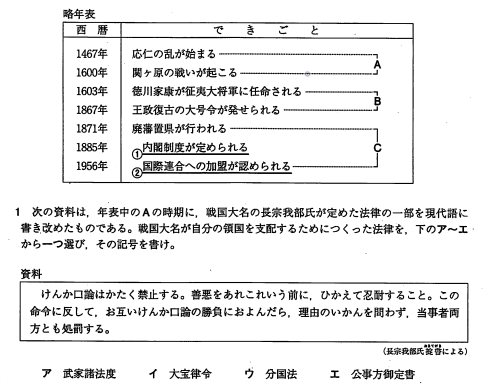 略年表
西暦 できごと
1467年 応仁の乱が始まる
A
1600年 関ヶ原の戦いが起こる
1603年 徳川家康が征夷大将軍に任命される
B
1867年 王政復古の大号令が発せられる
1871年 廃藩置県が行われる
1885年 ①内閣制度が定められる
C
1956年 ②国際連合への加盟が認められる
1 次の資料は，年表中のAの時期に，戦国大名の長宗我部氏が定めた法律の一部を現代語に
書き改めたものである。戦国大名が自分の領国を支配するためにつくった法律を，下のア～エ
から一つ選び，その記号を書け。
資料
けんか口論はかたく禁止する。善悪をあれこれいう前に，ひかえて忍耐すること。この
命令に反して，お互いけんか口論の勝負におよんだら，理由のいかんを問わず，当事者両
方とも処罰する。
（長宗我部氏掟書による）
ア 武家諸法度 イ 大宝律令 ウ 分国法 エ 公事方御定書